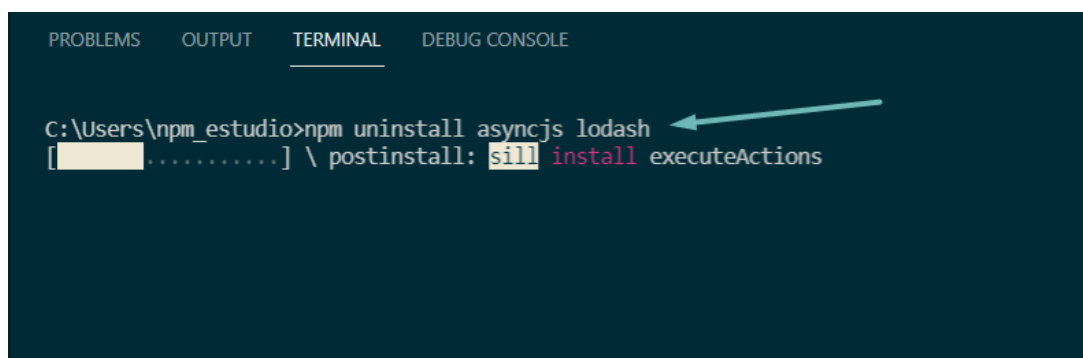 PROBLEMS OUTPUT TERMINAL DEBUG CONSOLE
C:\Users\npm_estudio>npm uninstall asyncjs lodash
[ ...........] \ postinstall: sill install executeActions